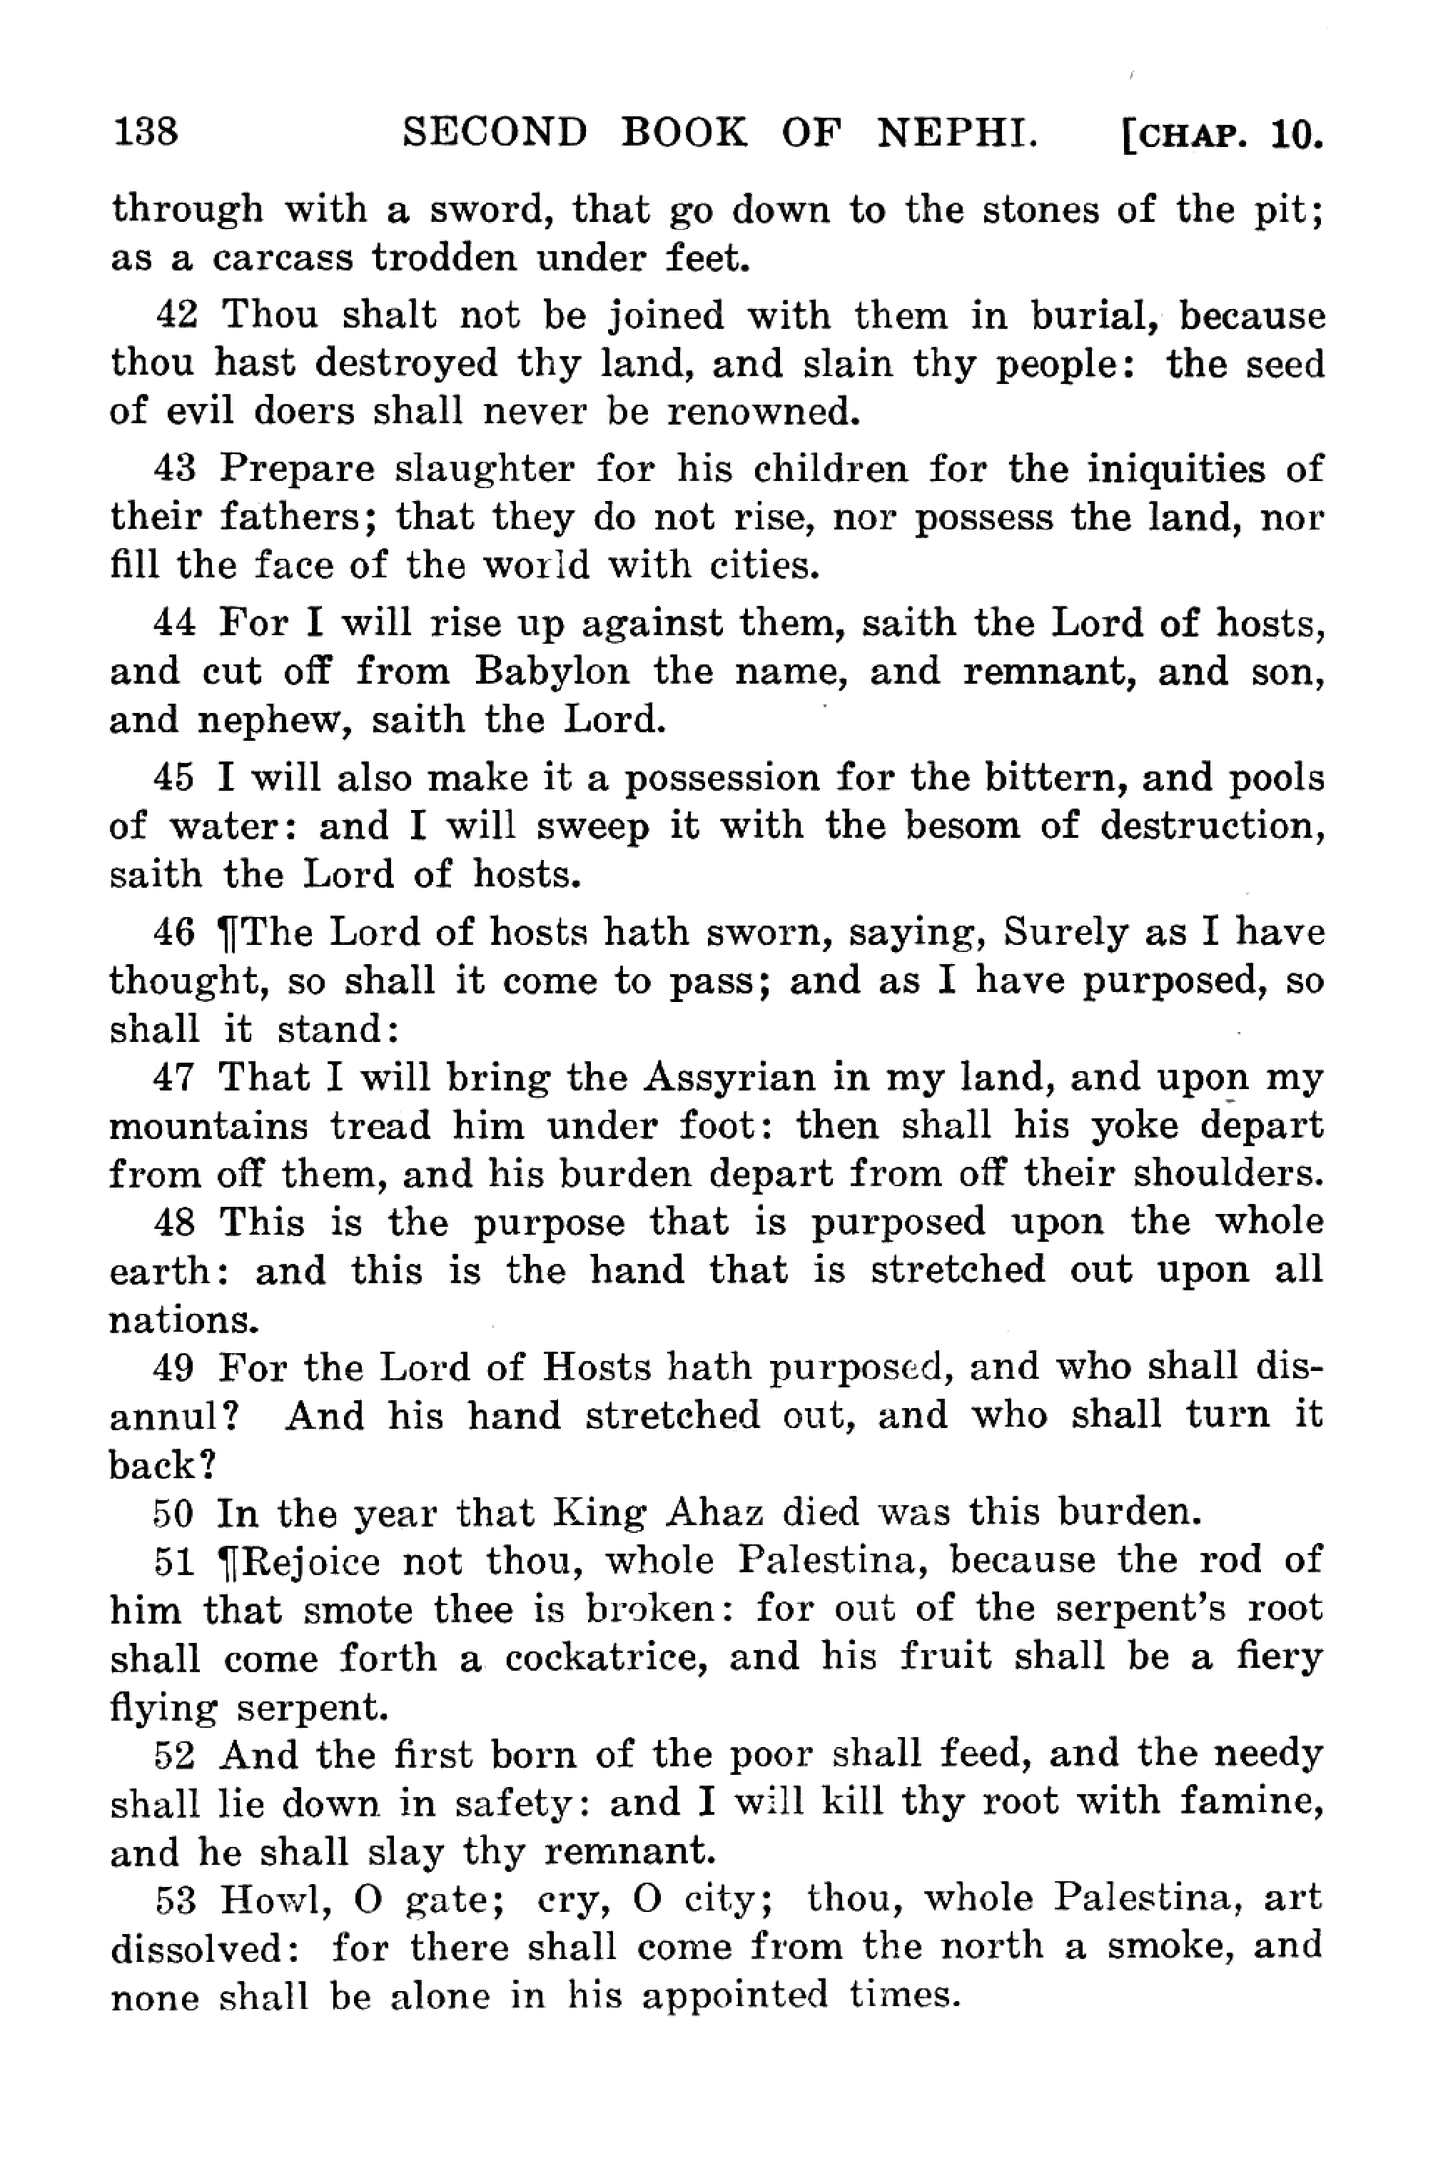 138 SECOND BOOK OF NEPHI. [CHAP. 10.
through with a sword, that go down to the stones of the pit;
as a carcass trodden under feet.
42 Thou shalt not be joined with them in burial, because
thou hast destroyed thy land, and slain thy people: the seed
of evil doers shall never be renowned.
43 Prepare slaughter for his children for the iniquities of
their fathers; that they do not rise, nor possess the land, nor
fill the face of the world with cities.
44 For I will rise up against them, saith the Lord of hosts,
and cut off from Babylon the name, and remnant, and son,
and nephew, saith the Lord.
45 I will also make it a possession for the bittern, and pools
of water: and I will sweep it with the besom of destruction,
saith the Lord of hosts.
46 ¶The Lord of hosts hath sworn, saying, Surely as I have
thought, so shall it come to pass; and as I have purposed, so
shall it stand:
47 That I will bring the Assyrian in my land, and upon my
mountains tread him under foot: then shall his yoke depart
from off them, and his burden depart from off their shoulders.
48 This is the purpose that is purposed upon the whole
earth: and this is the hand that is stretched out upon all
nations.
49 For the Lord of Hosts hath purposed, and who shall dis-
annul? And his hand stretched out, and who shall turn it
back?
50 In the year that King Ahaz died was this burden.
51 ¶Rejoice not thou, whole Palestina, because the rod of
him that smote thee is broken: for out of the serpent's root
shall come forth a cockatrice, and his fruit shall be a fiery
flying serpent.
52 And the first born of the poor shall feed, and the needy
shall lie down in safety: and I will kill thy root with famine,
and he shall slay thy remnant.
53 Howl, O gate; cry, O city; thou, whole Palestina, art
dissolved: for there shall come from the north a smoke, and
none shall be alone in his appointed times.